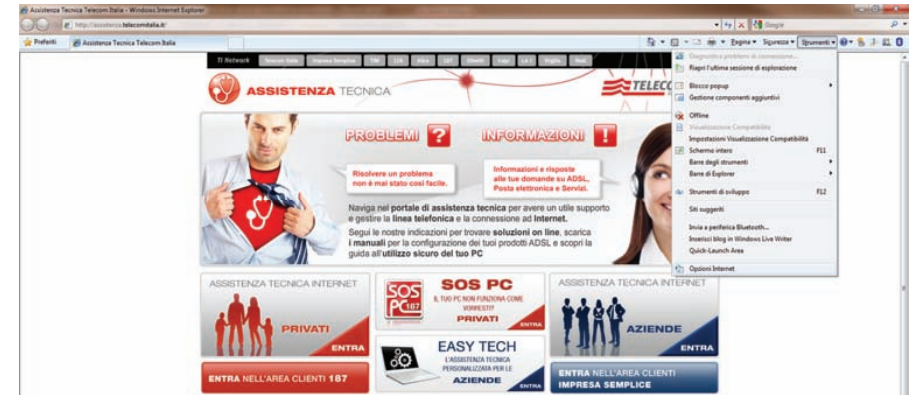 Assistenza Tecnica Telecom Italia - Windows Internet Explorer
http://assistenza.telecomitalia.it/
Google
Preferiti
Assistenza Tecnica Telecom Italia
Pagina
Sicurezza
Strumenti
TI Network
ASSISTENZA TECNICA
TELECO
Diagnostica problemi di connessione...
Riapri l'ultima sessione di esplorazione
Blocco popup
Gestione componenti aggiuntivi
Offline
Visualizzazione Compatibilità
Impostazioni Visualizzazione Compatibilità
Schermo intero F11
Barre degli strumenti
Barre di Explorer
Strumenti di sviluppo F12
Siti suggeriti
Invia a periferica Bluetooth...
Inserisci blog in Windows Live Writer
Quick-Launch Area
Opzioni Internet
PROBLEMI ?
INFORMAZIONI !
Risolvere un problema
non è mai stato così facile.
Informazioni e risposte
alle tue domande su ADSL,
Posta elettronica e Servizi.
Naviga nel portale di assistenza tecnica per avere un utile supporto
e gestire la linea telefonica e la connessione ad Internet.
Segui le nostre indicazioni per trovare soluzioni on line, scarica
i manuali per la configurazione dei tuoi prodotti ADSL e scopri la
guida all'utilizzo sicuro del tuo PC
ASSISTENZA TECNICA INTERNET
PRIVATI
ENTRA
ENTRA NELL'AREA CLIENTI 187
SOS
PC 187
SOS PC
IL TUO PC NON FUNZIONA COME
VORRESTI?
PRIVATI
ENTRA
EASY TECH
L'ASSISTENZA TECNICA
PERSONALIZZATA PER LE
AZIENDE
ENTRA
ASSISTENZA TECNICA INTERNET
AZIENDE
ENTRA
ENTRA NELL'AREA CLIENTI
IMPRESA SEMPLICE